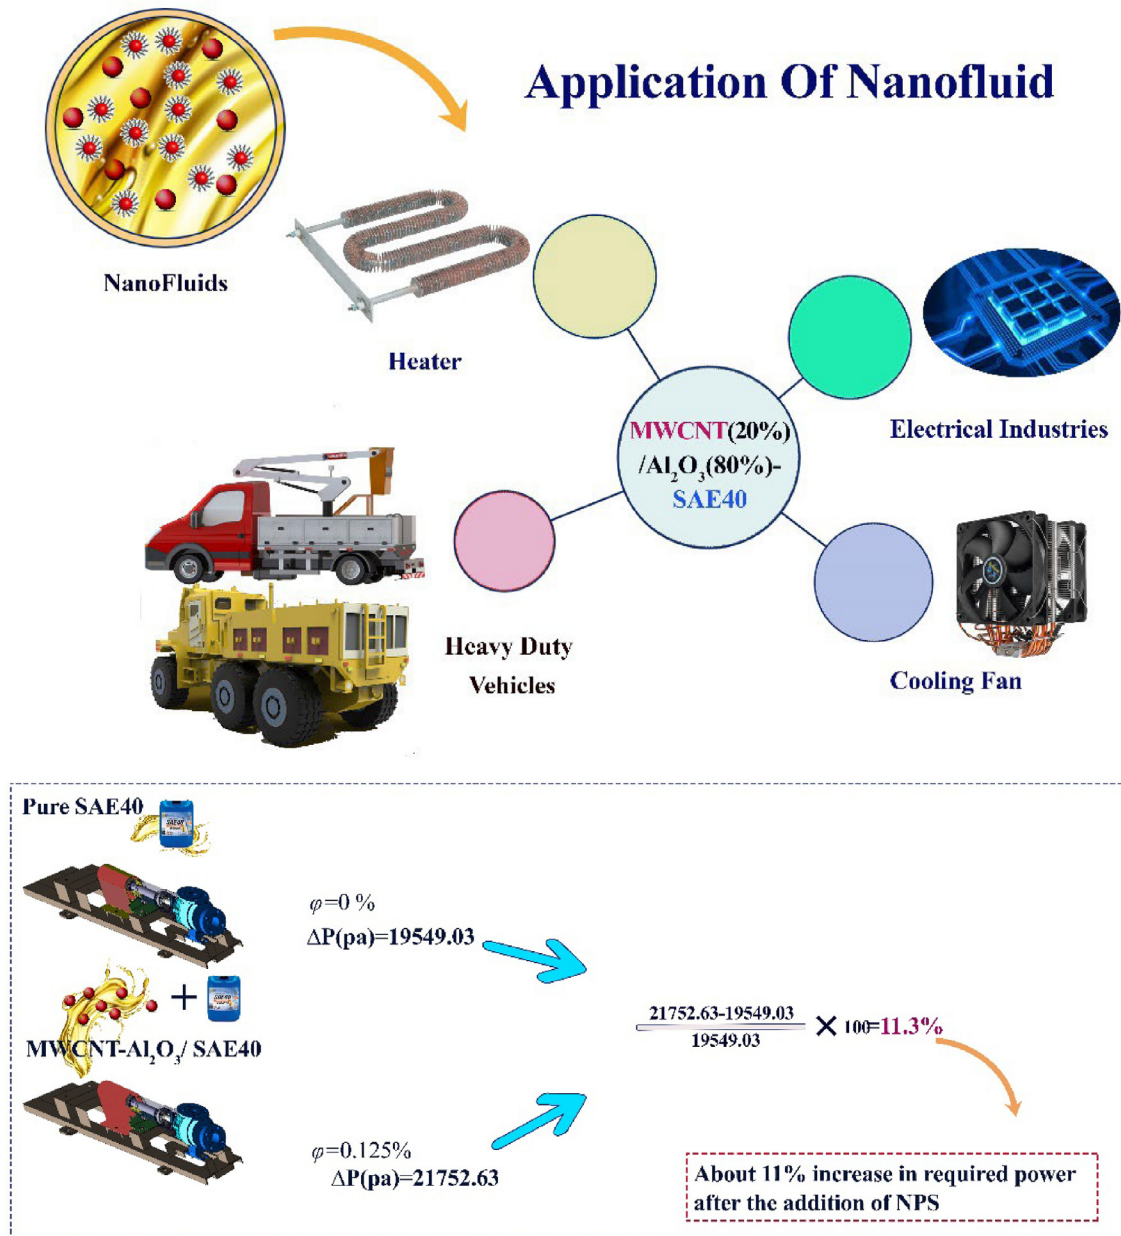 Application Of Nanofluid
NanoFluids
Heater
MWCNT(20%)
/Al₂O₃(80%)-
SAE40
Electrical Industries
Heavy Duty
Vehicles
Cooling Fan
Pure SAE40
SAE40
φ=0 %
ΔP(pa)=19549.03
+
SAE40
MWCNT-Al₂O₃/ SAE40
φ=0.125%
ΔP(pa)=21752.63
21752.63-19549.03
19549.03
× 100=11.3%
About 11% increase in required power
after the addition of NPS